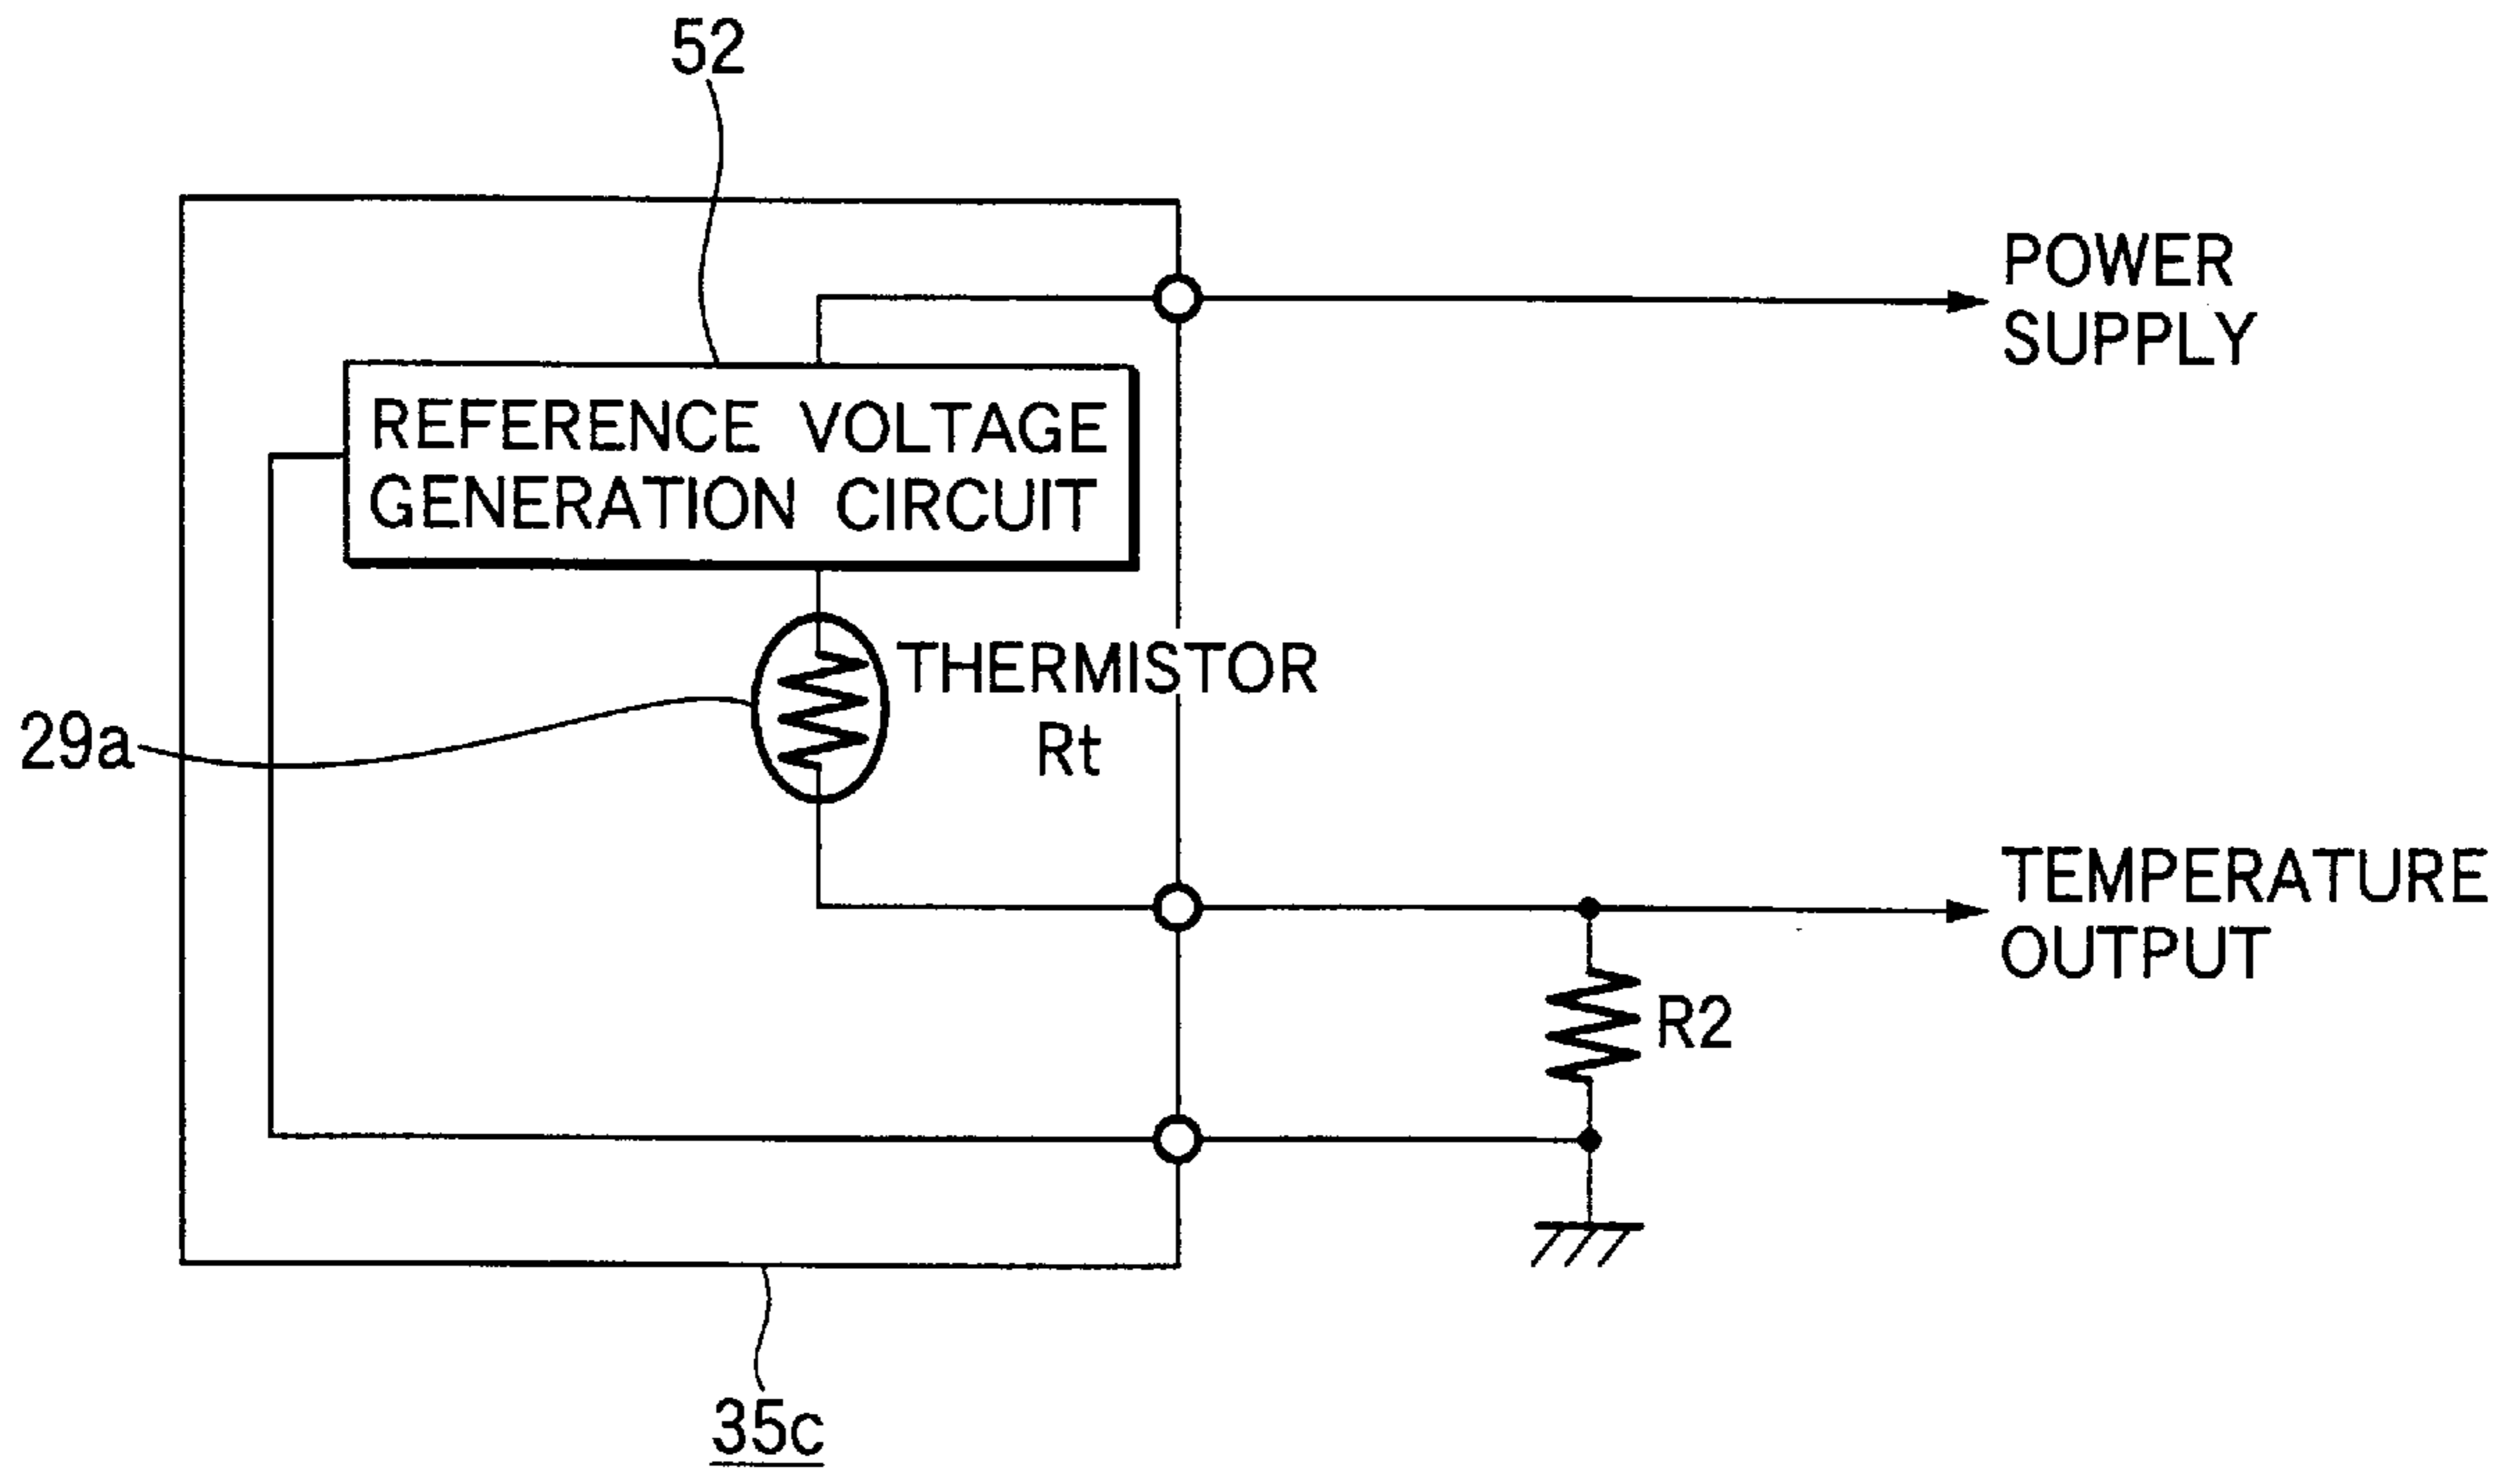 52
POWER
SUPPLY
REFERENCE VOLTAGE
GENERATION CIRCUIT
THERMISTOR
Rt
29a
TEMPERATURE
OUTPUT
R2
35c